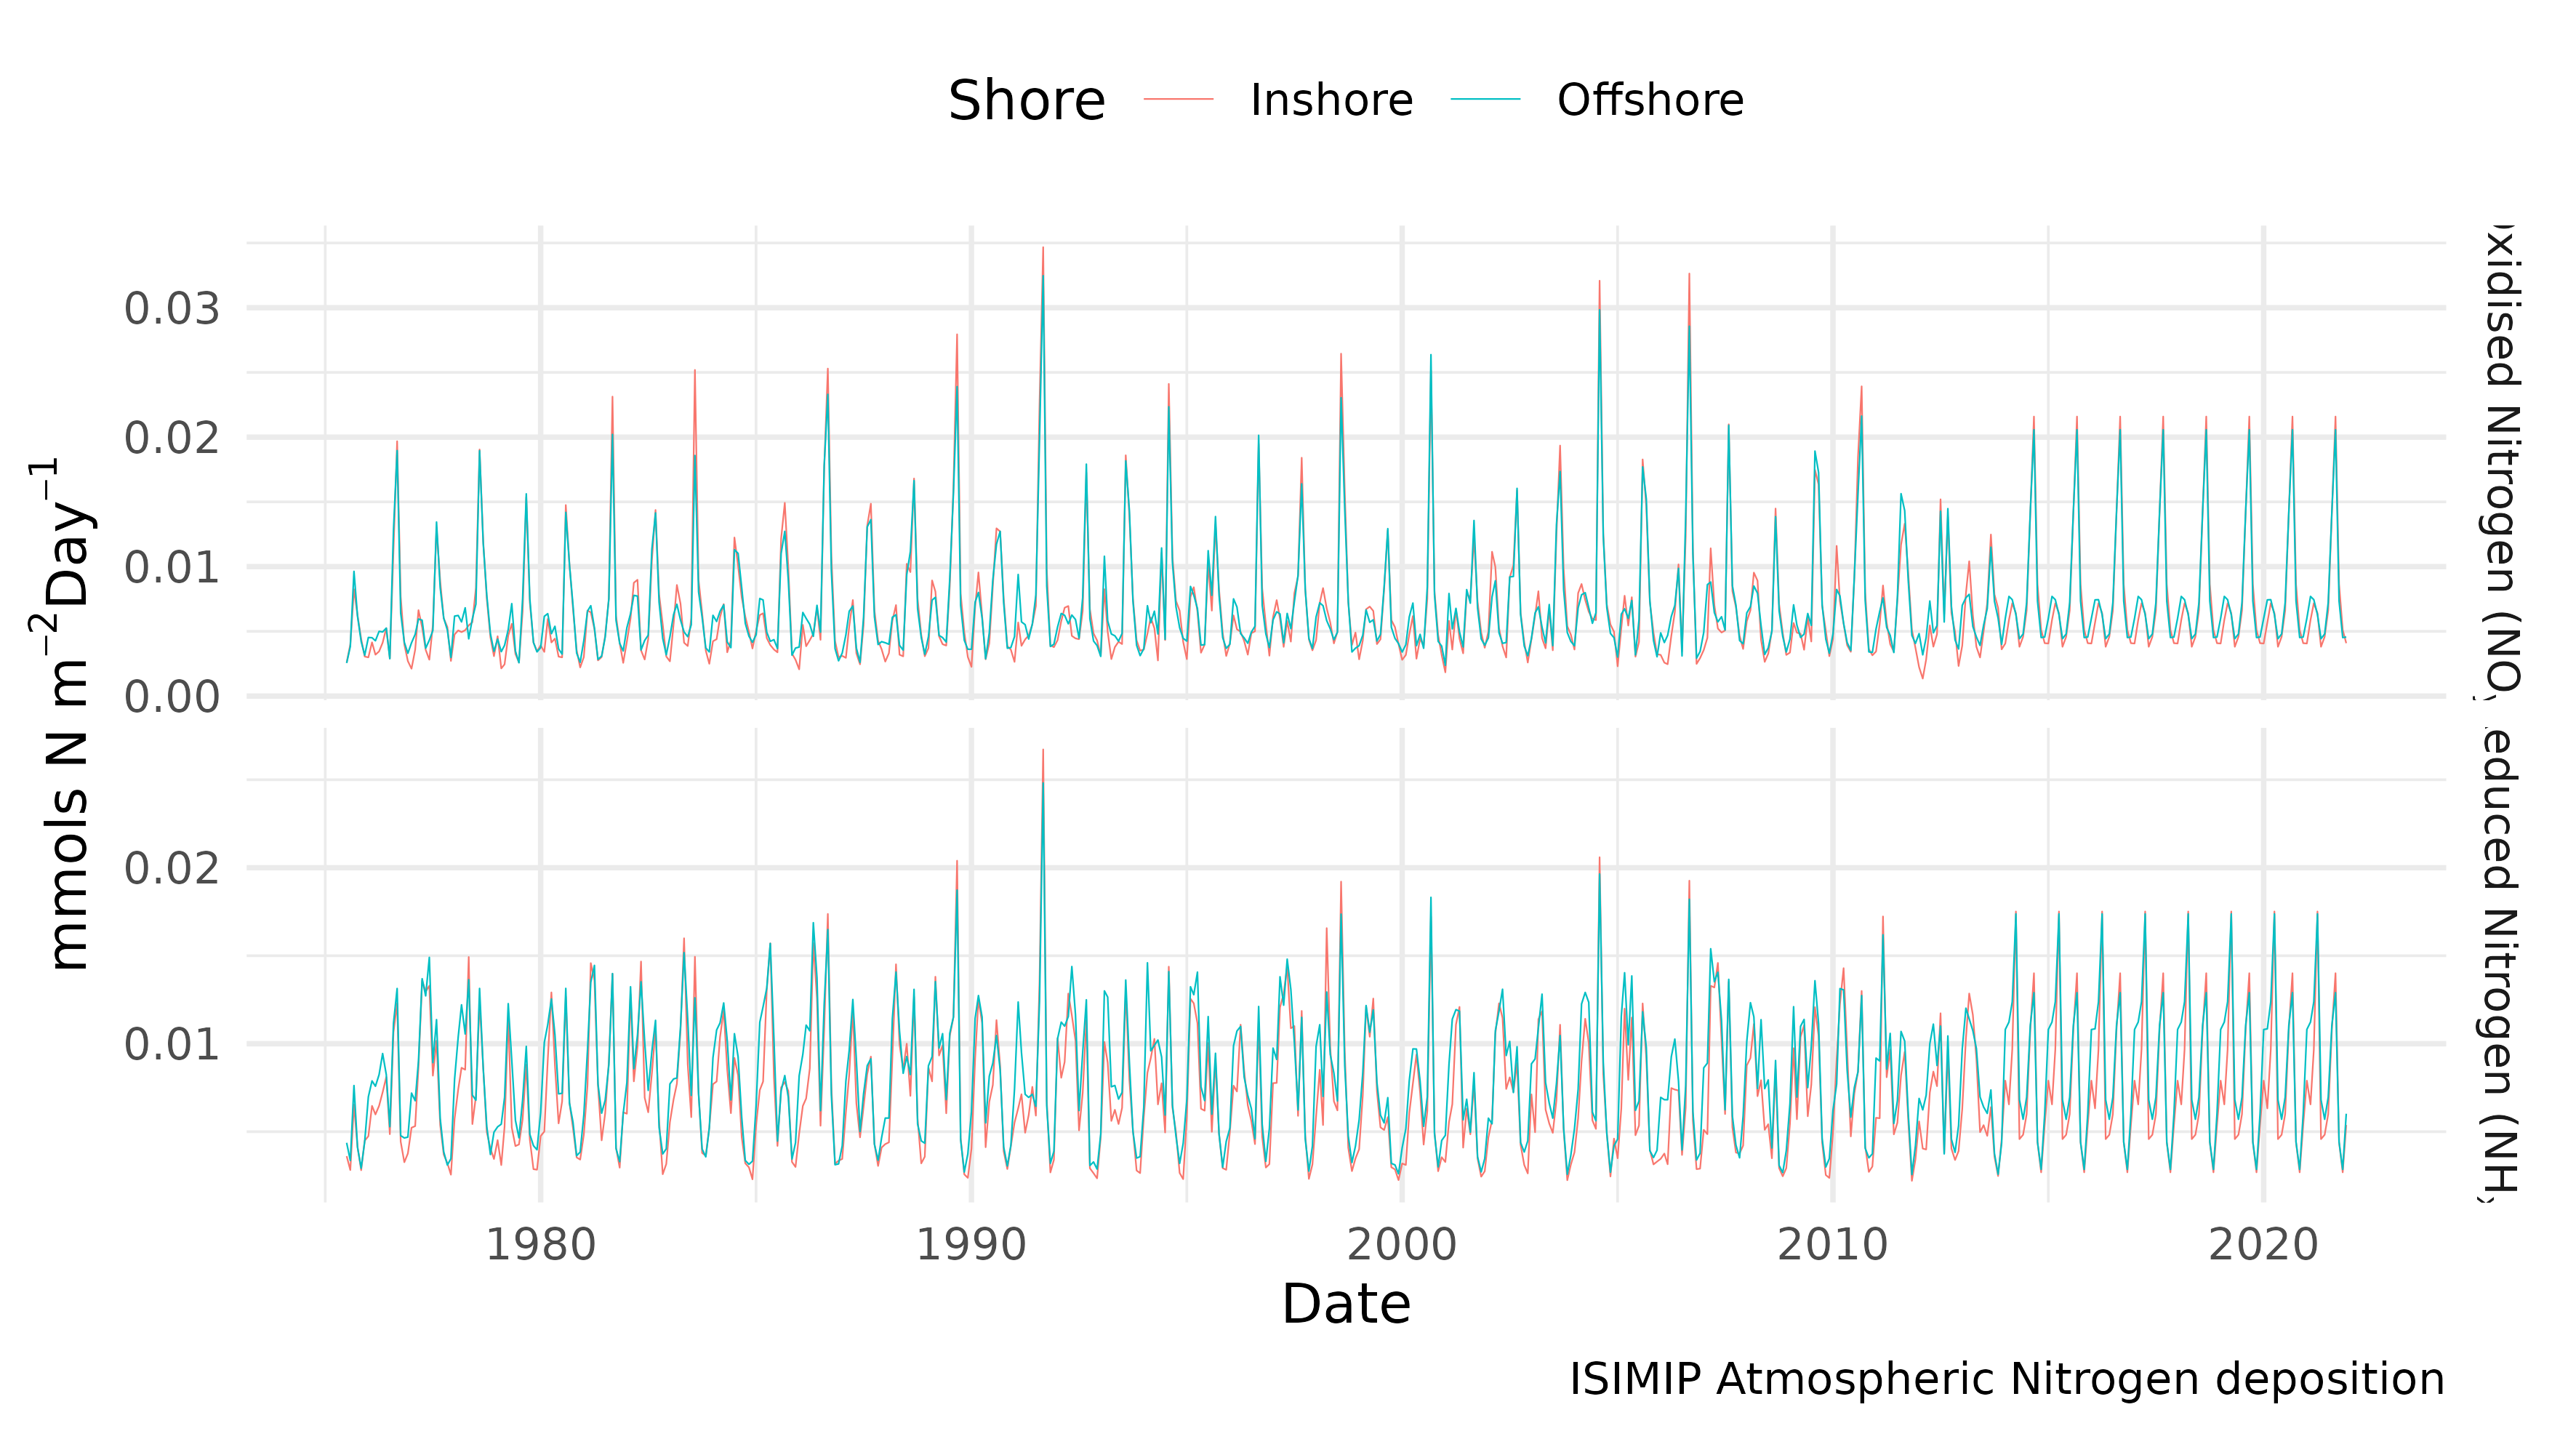 Shore Inshore Offshore
mmols N m⁻²Day⁻¹
0.03
0.02
0.01
0.00
xidised Nitrogen (NO
0.02
0.01
educed Nitrogen (NH
1980 1990 2000 2010 2020
Date
ISIMIP Atmospheric Nitrogen deposition